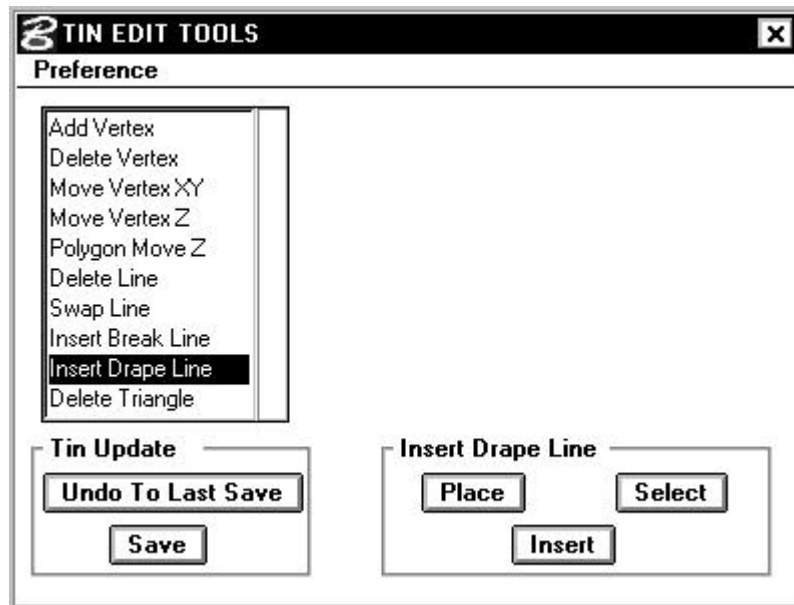 TIN EDIT TOOLS
Preference
Add Vertex
Delete Vertex
Move Vertex XY
Move Vertex Z
Polygon Move Z
Delete Line
Swap Line
Insert Break Line
Insert Drape Line
Delete Triangle
Tin Update
Undo To Last Save
Save
Insert Drape Line
Place
Select
Insert